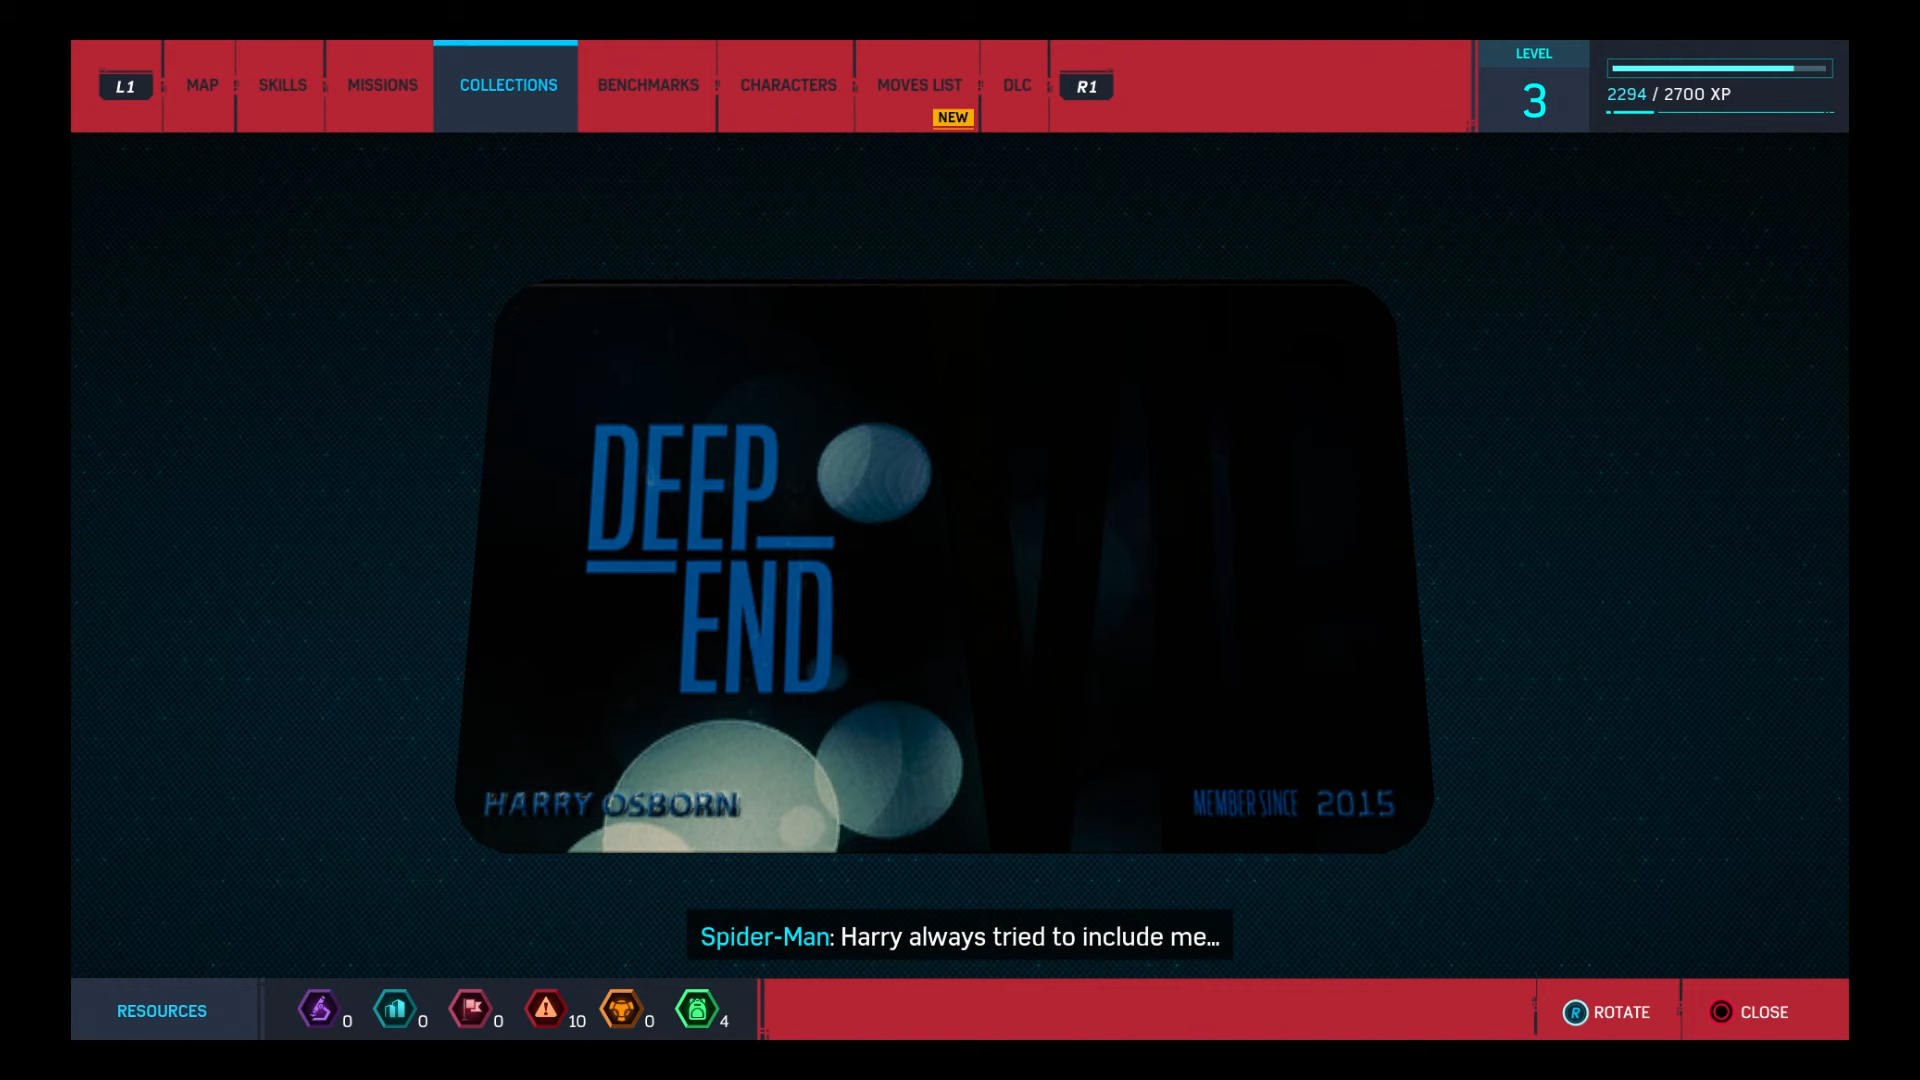 L1 MAP SKILLS MISSIONS COLLECTIONS BENCHMARKS CHARACTERS MOVES LIST DLC R1
NEW
LEVEL
3
2294 / 2700 XP
DEEP
END
HARRY OSBORN
MEMBER SINCE 2015
Spider-Man: Harry always tried to include me...
RESOURCES 0 0 0 10 0 4
R ROTATE CLOSE